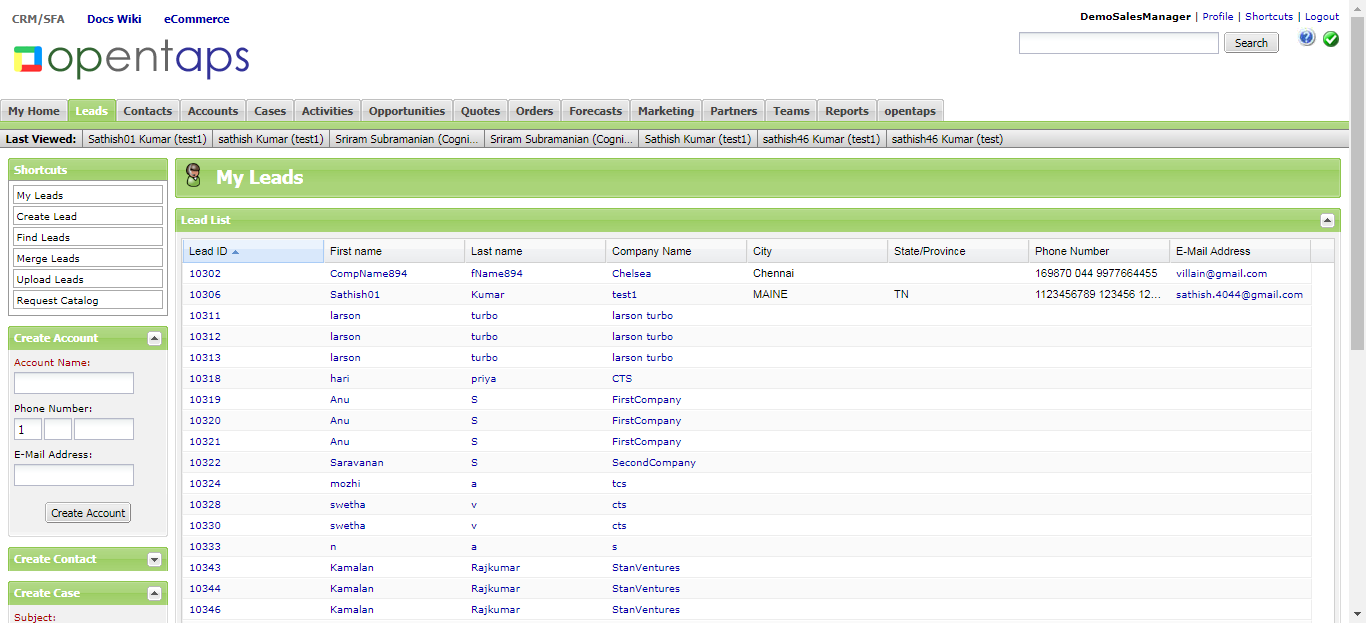 CRM/SFA Docs Wiki eCommerce
DemoSalesManager | Profile | Shortcuts | Logout
opentaps
Search
My Home Leads Contacts Accounts Cases Activities Opportunities Quotes Orders Forecasts Marketing Partners Teams Reports opentaps
Last Viewed: Sathish01 Kumar (test1) sathish Kumar (test1) Sriram Subramanian (Cogni... Sriram Subramanian (Cogni... Sathish Kumar (test1) sathish46 Kumar (test1) sathish46 Kumar (test)
Shortcuts
My Leads
Create Lead
Find Leads
Merge Leads
Upload Leads
Request Catalog
Create Account
Account Name:
Phone Number:
1
E-Mail Address:
Create Account
Create Contact
Create Case
Subject:
My Leads
Lead List
Lead ID First name Last name Company Name City State/Province Phone Number E-Mail Address
10302 CompName894 fName894 Chelsea Chennai 169870 044 9977664455 villain@gmail.com
10306 Sathish01 Kumar test1 MAINE TN 1123456789 123456 12... sathish.4044@gmail.com
10311 larson turbo larson turbo
10312 larson turbo larson turbo
10313 larson turbo larson turbo
10318 hari priya CTS
10319 Anu S FirstCompany
10320 Anu S FirstCompany
10321 Anu S FirstCompany
10322 Saravanan S SecondCompany
10324 mozhi a tcs
10328 swetha v cts
10330 swetha v cts
10333 n a s
10343 Kamalan Rajkumar StanVentures
10344 Kamalan Rajkumar StanVentures
10346 Kamalan Rajkumar StanVentures